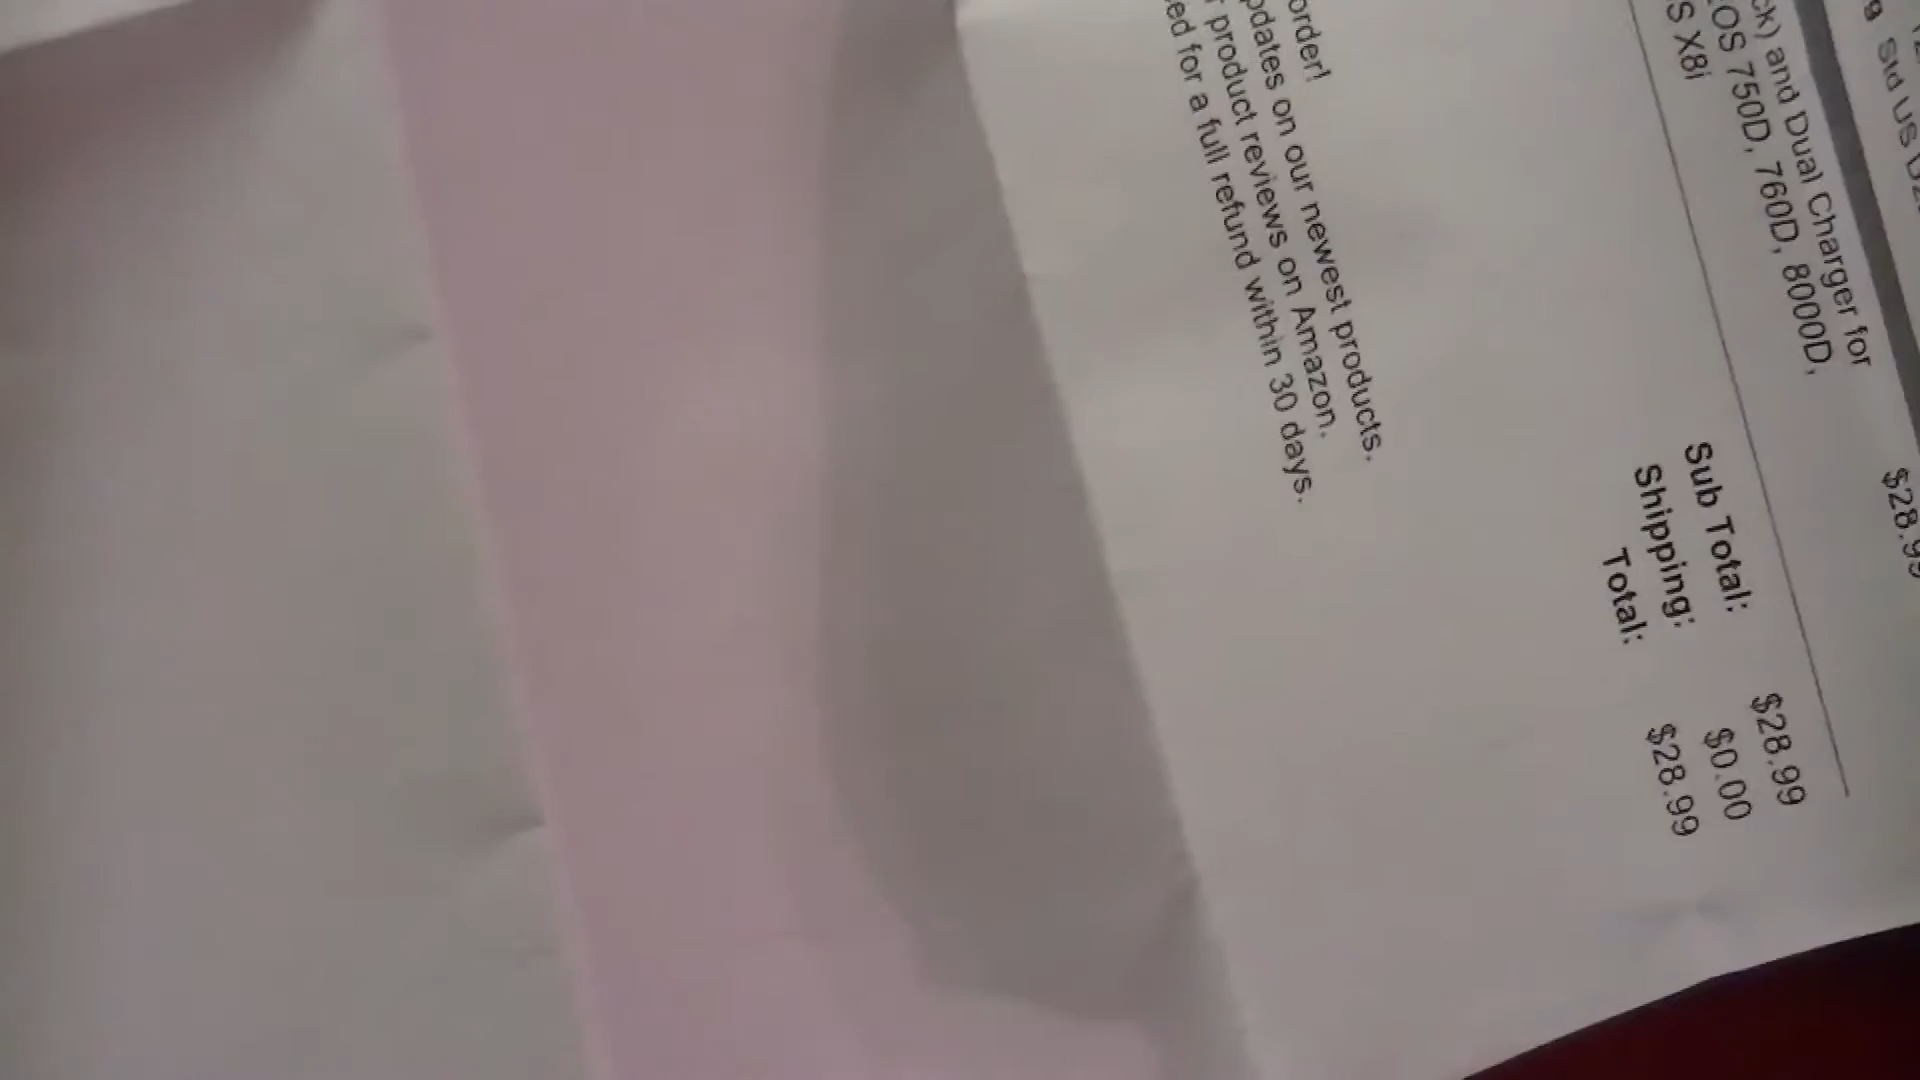 Std US
ck) and Dual Charger for
EOS 750D, 760D, 8000D,
S X8i
$28.99
Sub Total: $28.99
Shipping: $0.00
Total: $28.99
order!
pdates on our newest products.
r product reviews on Amazon.
ed for a full refund within 30 days.